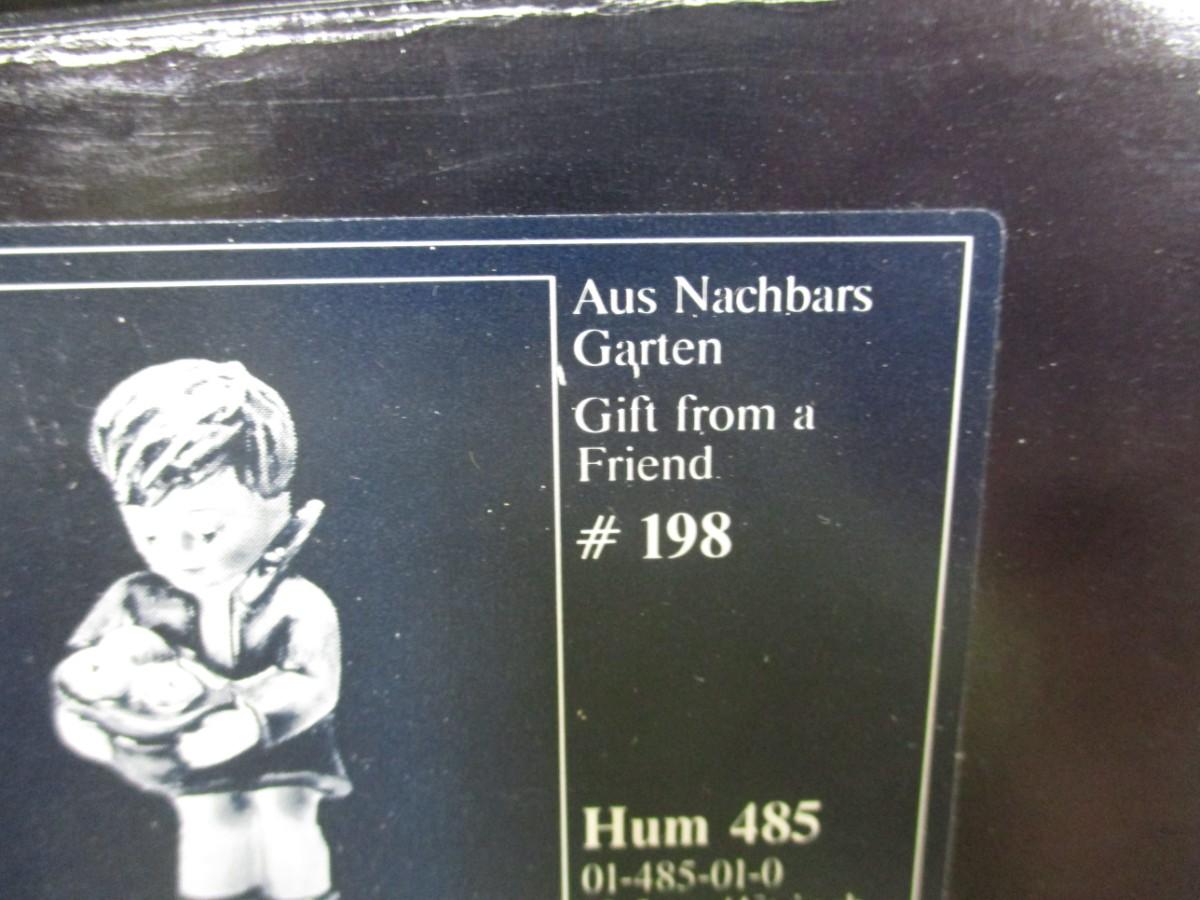 Aus Nachbars
Garten
Gift from a
Friend
# 198
Hum 485
01-485-01-0